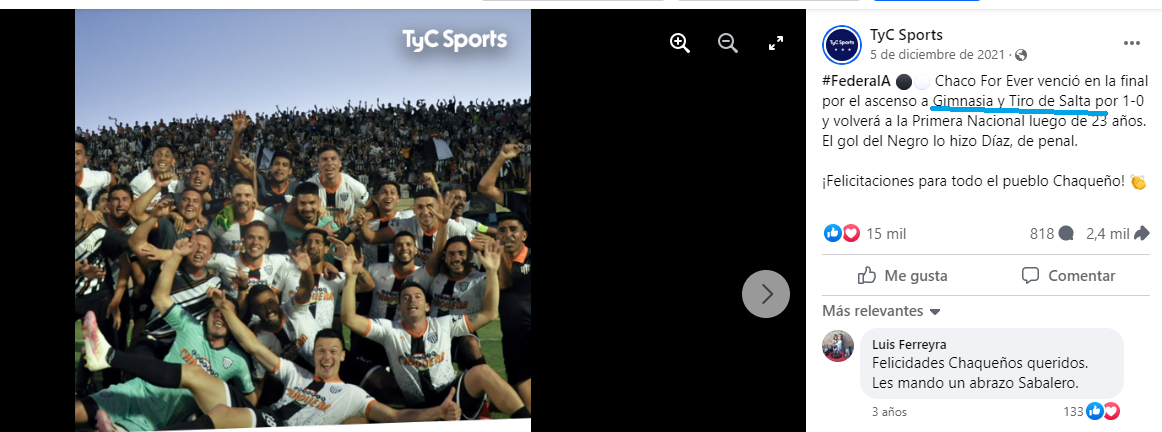 TyC Sports
TyC Sports
TyC Sports
5 de diciembre de 2021 ·
#FederalA ⚫⚪ Chaco For Ever venció en la final
por el ascenso a Gimnasia y Tiro de Salta por 1-0
y volverá a la Primera Nacional luego de 23 años.
El gol del Negro lo hizo Díaz, de penal.
¡Felicitaciones para todo el pueblo Chaqueño! 👏
15 mil
818
2,4 mil
Me gusta
Comentar
Más relevantes
Luis Ferreyra
Felicidades Chaqueños queridos.
Les mando un abrazo Sabalero.
3 años
133